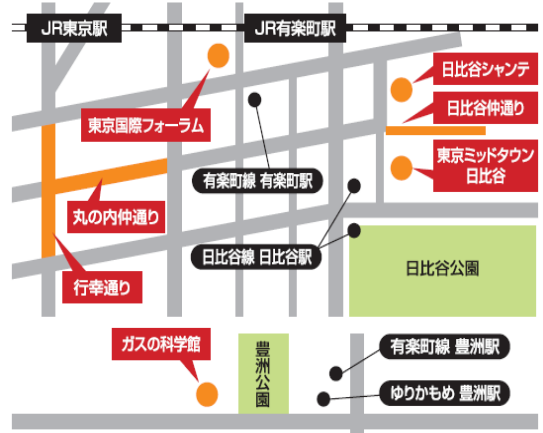 JR東京駅
JR有楽町駅
日比谷シャンテ
日比谷仲通り
東京国際フォーラム
東京ミッドタウン
日比谷
有楽町線 有楽町駅
丸の内仲通り
日比谷線 日比谷駅
日比谷公園
行幸通り
ガスの科学館
豊洲公園
有楽町線 豊洲駅
ゆりかもめ 豊洲駅